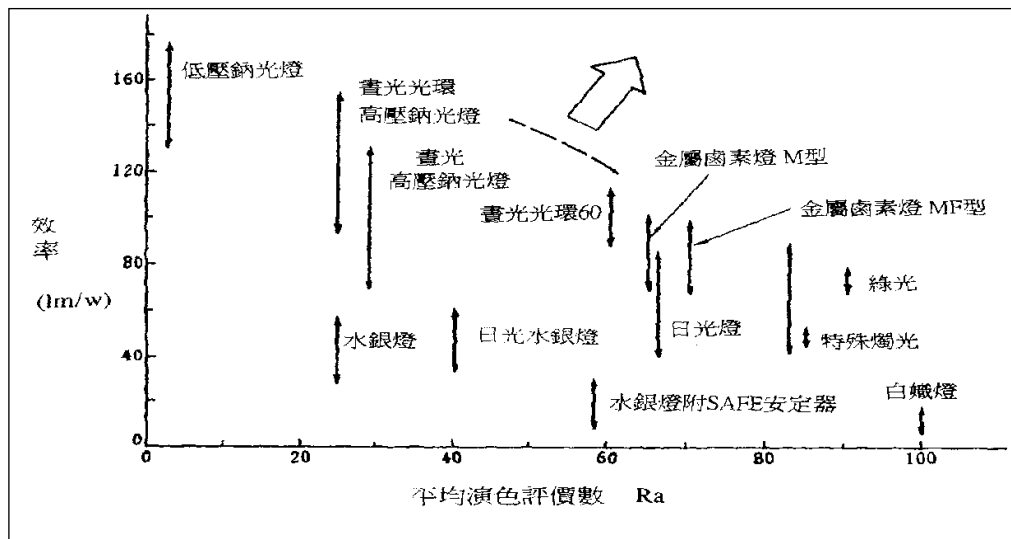 160
低壓鈉光燈
晝光光環
高壓鈉光燈
晝光
高壓鈉光燈
金屬鹵素燈 M型
120
晝光光環60
金屬鹵素燈 MF型
效
率
(lm/w)
80
綠光
水銀燈
日光水銀燈
日光燈
特殊燭光
40
水銀燈附SAFE安定器
白熾燈
0
0
20
40
60
80
100
平均演色評價數 Ra